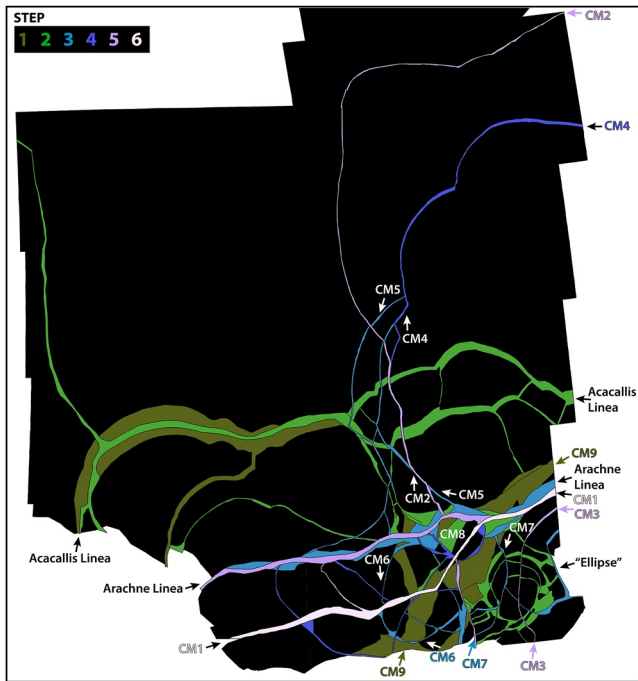 STEP
1 2 3 4 5 6
CM2
CM4
CM5
CM4
Acacallis
Linea
CM9
Arachne
Linea
CM1
CM3
CM2
CM5
CM8
CM7
CM6
"Ellipse"
Acacallis Linea
Arachne Linea
CM1
CM9
CM6
CM7
CM3